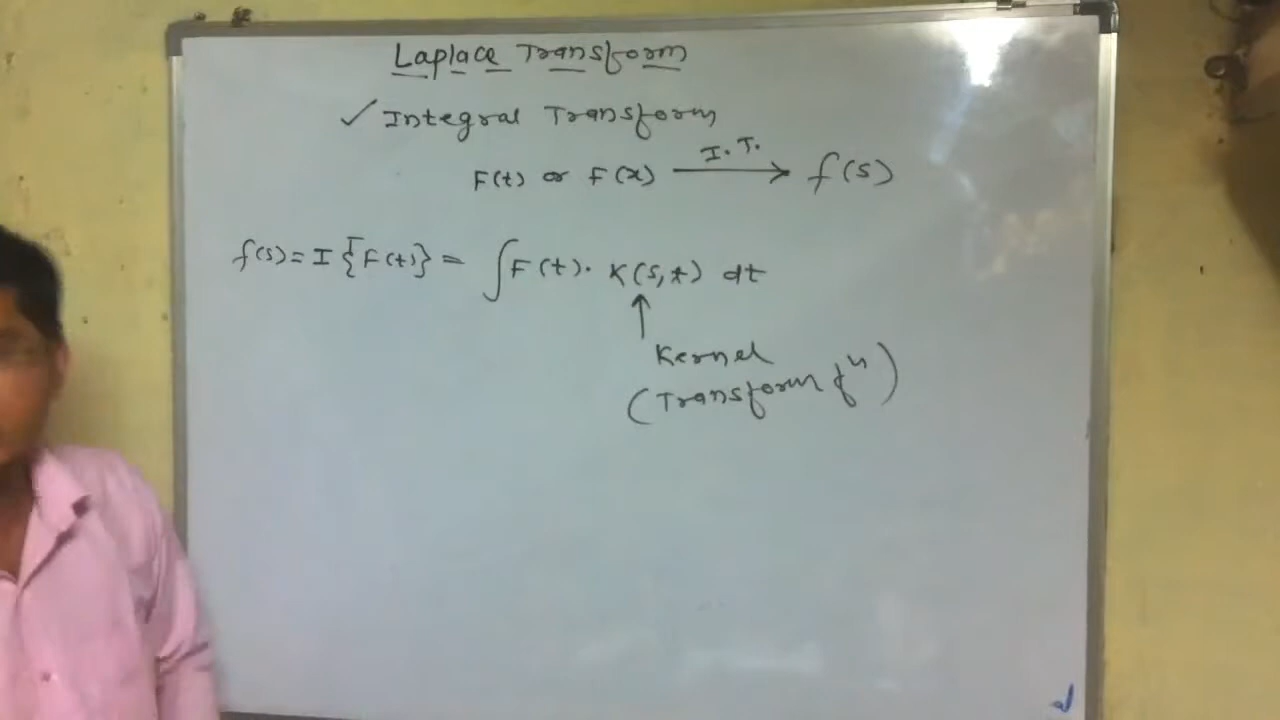 Laplace Transform
✓ Integral Transform
F(t) or F(x) —I.T.→ f(s)
f(s) = I {F(t)} = ∫F(t). K(s,t) dt
↑
Kernel
(Transform fⁿ)